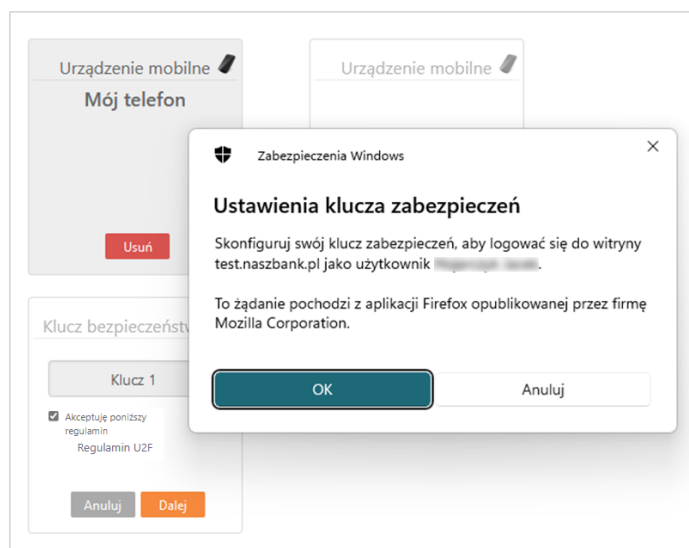 Urządzenie mobilne
Mój telefon
Usuń
Urządzenie mobilne
Zabezpieczenia Windows
Ustawienia klucza zabezpieczeń
Skonfiguruj swój klucz zabezpieczeń, aby logować się do witryny
test.naszbank.pl jako użytkownik .
To żądanie pochodzi z aplikacji Firefox opublikowanej przez firmę
Mozilla Corporation.
OK
Anuluj
Klucz
Klucz 1
Akceptuję poniższy
regulamin
Regulamin U2F
Anuluj
Dalej